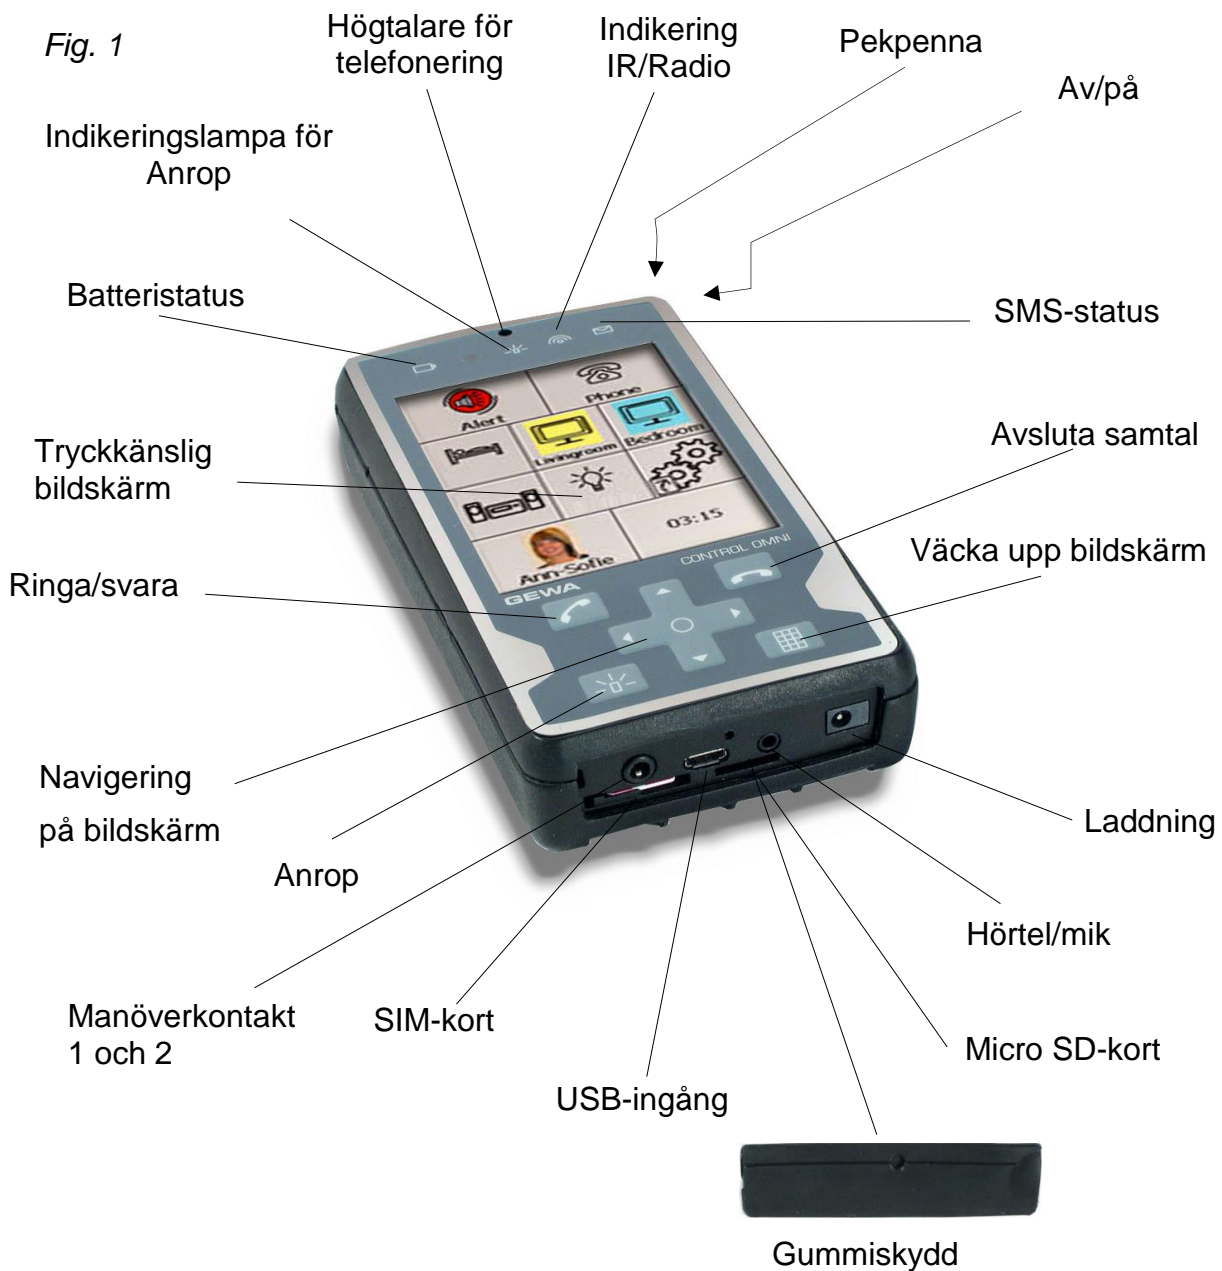 Fig. 1
Högtalare för
telefonering
Indikering
IR/Radio
Pekpenna
Av/på
Indikeringslampa för
Anrop
Batteristatus
SMS-status
Alert
Phone
Livingroom
Bedroom
Tryckkänslig
bildskärm
Avsluta samtal
03:15
Ann-Sofie
CONTROL OMNI
GEWA
Väcka upp bildskärm
Ringa/svara
Navigering
på bildskärm
Laddning
Anrop
Hörtel/mik
Manöverkontakt
1 och 2
SIM-kort
Micro SD-kort
USB-ingång
Gummiskydd